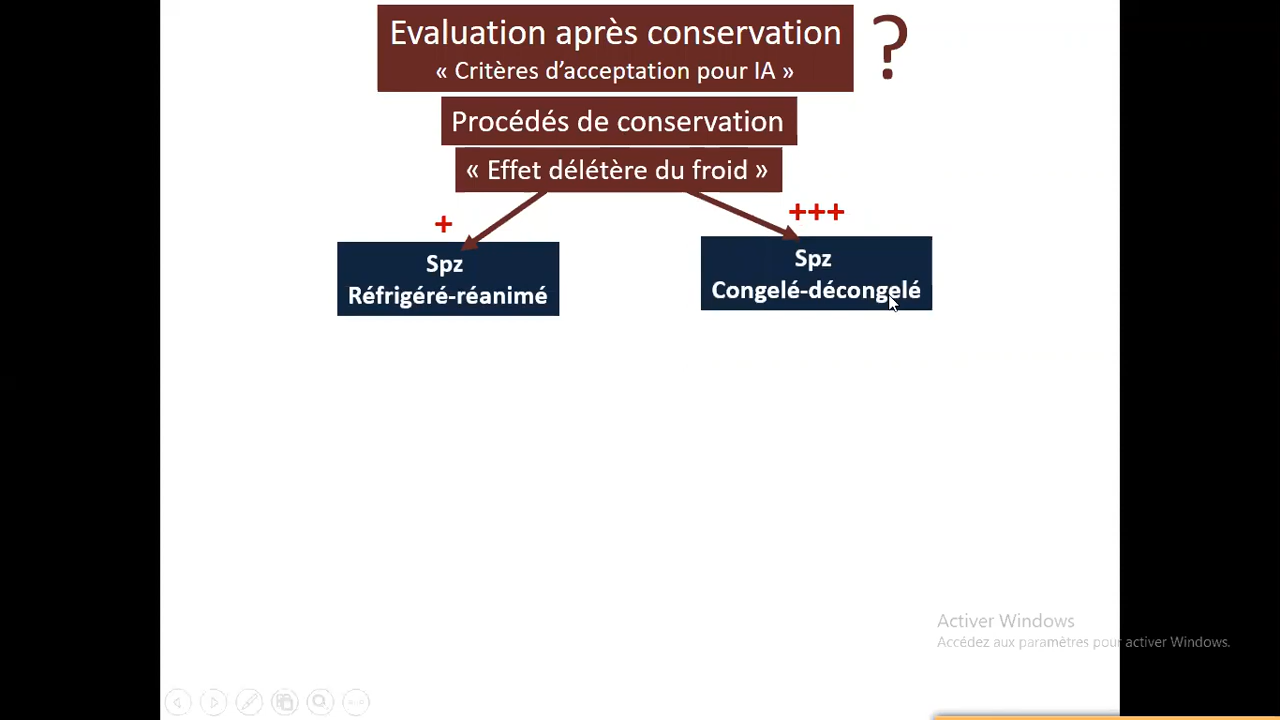 Evaluation après conservation
?
« Critères d’acceptation pour IA »
Procédés de conservation
« Effet délétère du froid »
+
+++
Spz
Réfrigéré-réanimé
Spz
Congelé-décongelé
Activer Windows
Accédez aux paramètres pour activer Windows.